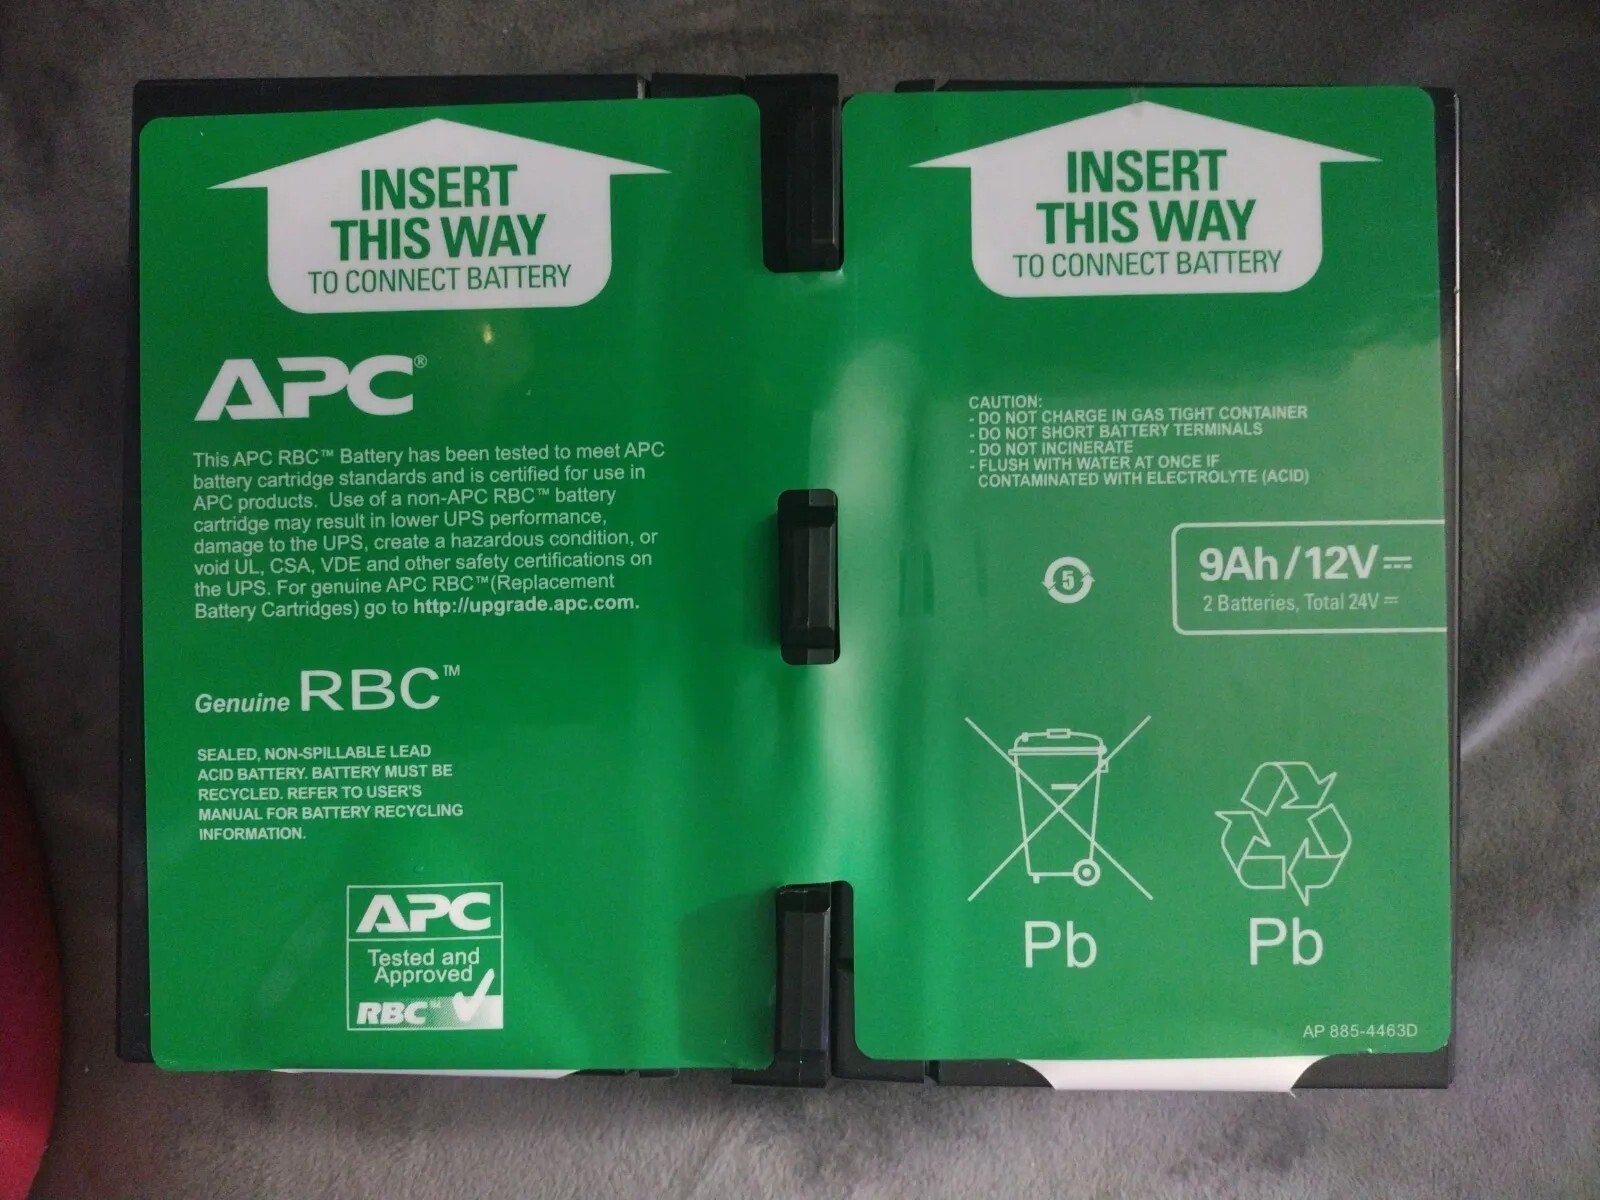 INSERT
THIS WAY
TO CONNECT BATTERY
APC®
This APC RBC™ Battery has been tested to meet APC
battery cartridge standards and is certified for use in
APC products. Use of a non-APC RBC™ battery
cartridge may result in lower UPS performance,
damage to the UPS, create a hazardous condition, or
void UL, CSA, VDE and other safety certifications on
the UPS. For genuine APC RBC™(Replacement
Battery Cartridges) go to http://upgrade.apc.com.
Genuine RBC™
SEALED, NON-SPILLABLE LEAD
ACID BATTERY. BATTERY MUST BE
RECYCLED. REFER TO USER'S
MANUAL FOR BATTERY RECYCLING
INFORMATION.
APC
Tested and
Approved
RBC™
INSERT
THIS WAY
TO CONNECT BATTERY
CAUTION:
- DO NOT CHARGE IN GAS TIGHT CONTAINER
- DO NOT SHORT BATTERY TERMINALS
- DO NOT INCINERATE
- FLUSH WITH WATER AT ONCE IF
CONTAMINATED WITH ELECTROLYTE (ACID)
5
9Ah/12V⎓
2 Batteries, Total 24V⎓
Pb
Pb
AP 885-4463D